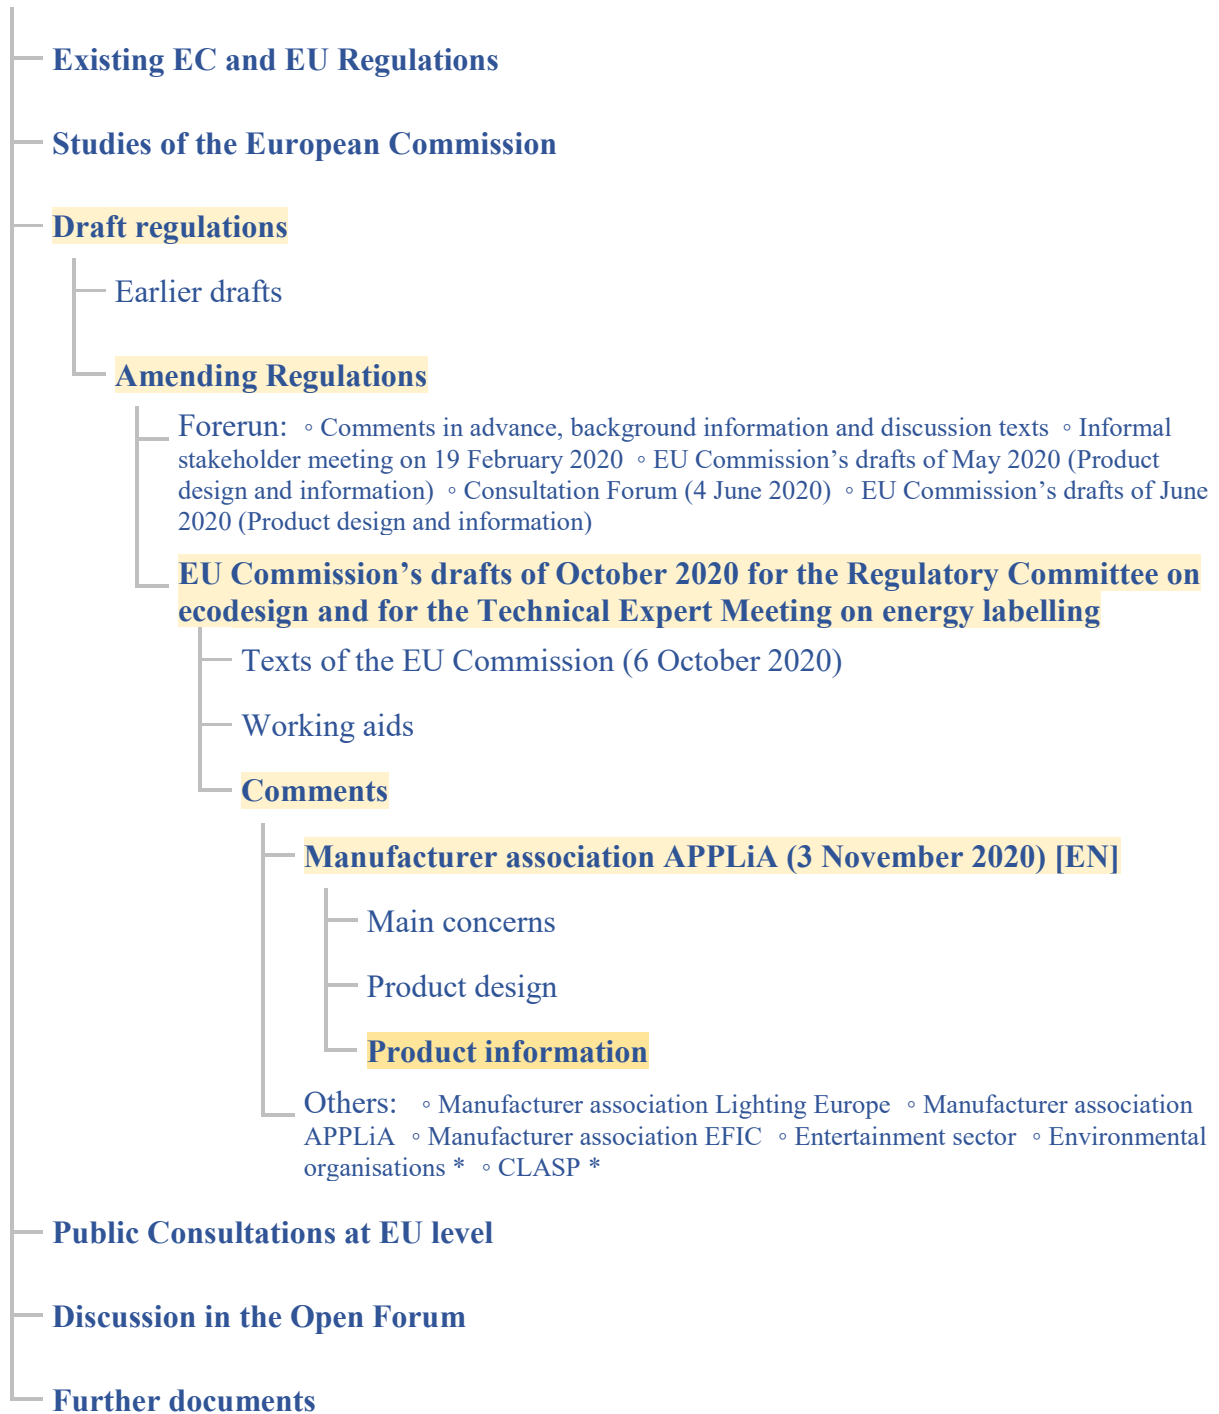 Existing EC and EU Regulations
Studies of the European Commission
Draft regulations
Earlier drafts
Amending Regulations
Forerun: ◦ Comments in advance, background information and discussion texts ◦ Informal
stakeholder meeting on 19 February 2020 ◦ EU Commission’s drafts of May 2020 (Product
design and information) ◦ Consultation Forum (4 June 2020) ◦ EU Commission’s drafts of June
2020 (Product design and information)
EU Commission’s drafts of October 2020 for the Regulatory Committee on
ecodesign and for the Technical Expert Meeting on energy labelling
Texts of the EU Commission (6 October 2020)
Working aids
Comments
Manufacturer association APPLiA (3 November 2020) [EN]
Main concerns
Product design
Product information
Others: ◦ Manufacturer association Lighting Europe ◦ Manufacturer association
APPLiA ◦ Manufacturer association EFIC ◦ Entertainment sector ◦ Environmental
organisations * ◦ CLASP *
Public Consultations at EU level
Discussion in the Open Forum
Further documents